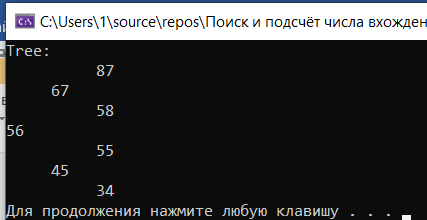 C:\Users\1\source\repos\Поиск и подсчёт числа вхожден
Tree:
87
67
58
56
55
45
34
Для продолжения нажмите любую клавишу . . .